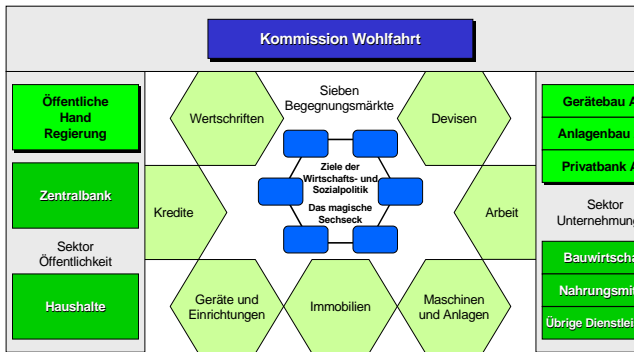 Kommission Wohlfahrt
Öffentliche
Hand
Regierung
Zentralbank
Sektor
Öffentlichkeit
Haushalte
Sieben
Begegnungsmärkte
Wertschriften
Devisen
Kredite
Arbeit
Ziele der
Wirtschafts- und
Sozialpolitik
Das magische
Sechseck
Geräte und
Einrichtungen
Immobilien
Maschinen
und Anlagen
Gerätebau A
Anlagenbau
Privatbank A
Sektor
Unternehmung
Bauwirtscha
Nahrungsmit
Übrige Dienstlei